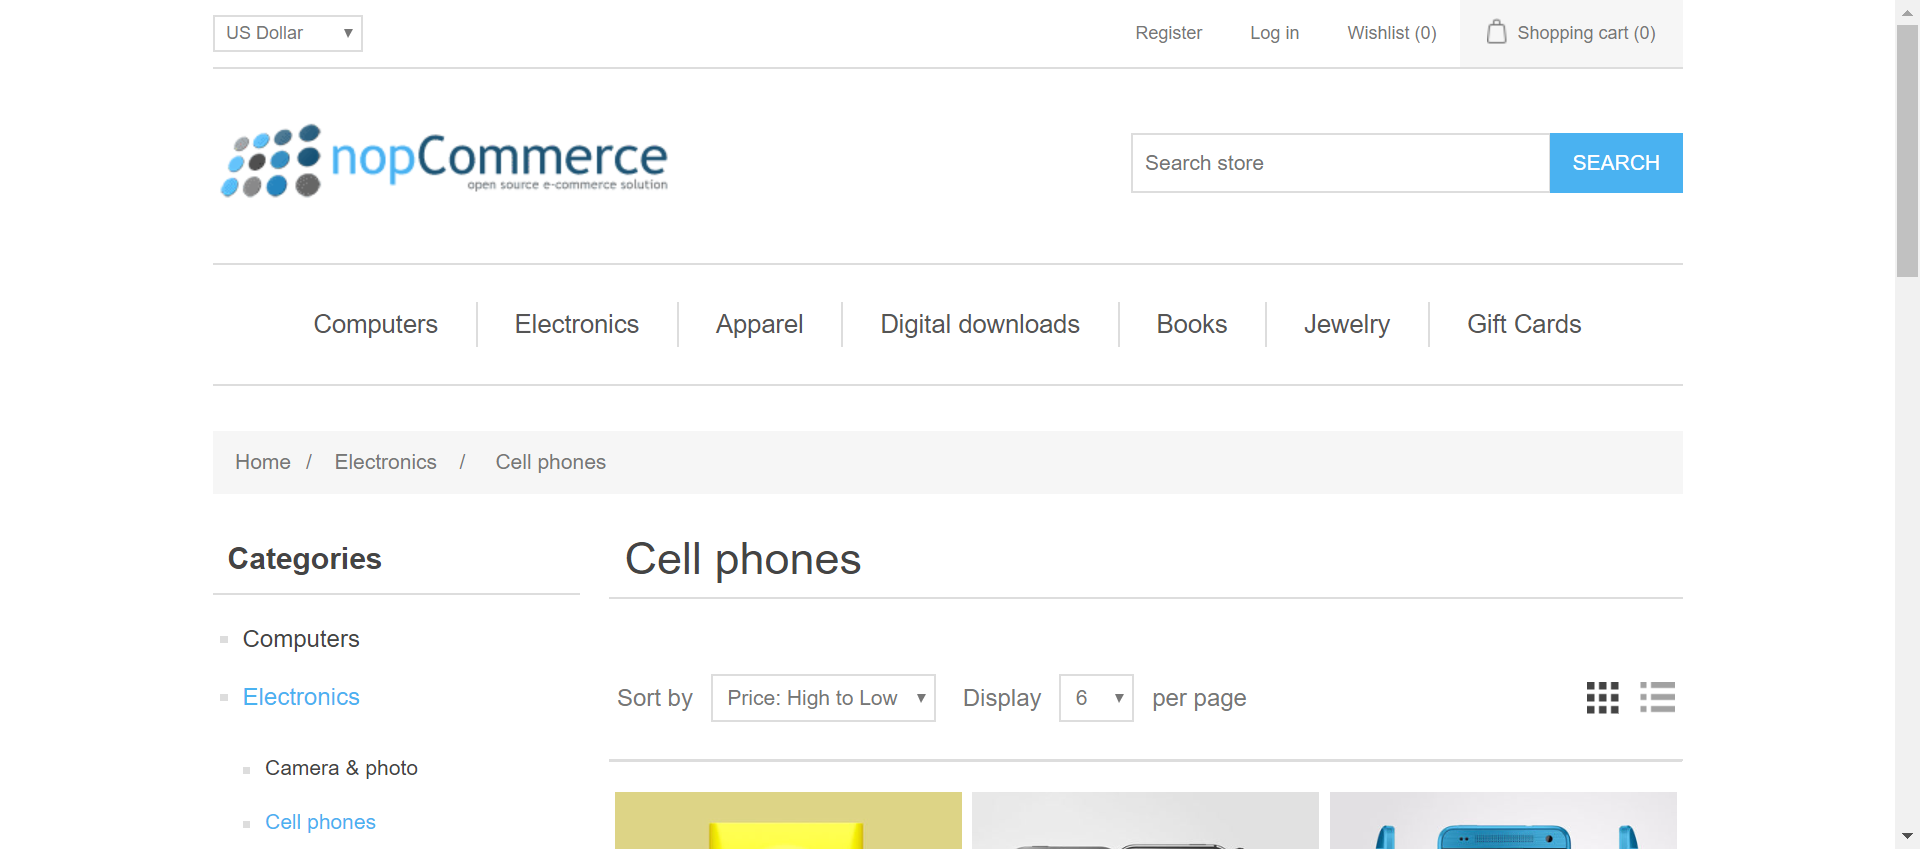 US Dollar
Register
Log in
Wishlist (0)
Shopping cart (0)
nopCommerce
open source e-commerce solution
Search store
SEARCH
Computers
Electronics
Apparel
Digital downloads
Books
Jewelry
Gift Cards
Home / Electronics / Cell phones
Categories
Computers
Electronics
Camera & photo
Cell phones
Cell phones
Sort by Price: High to Low Display 6 per page